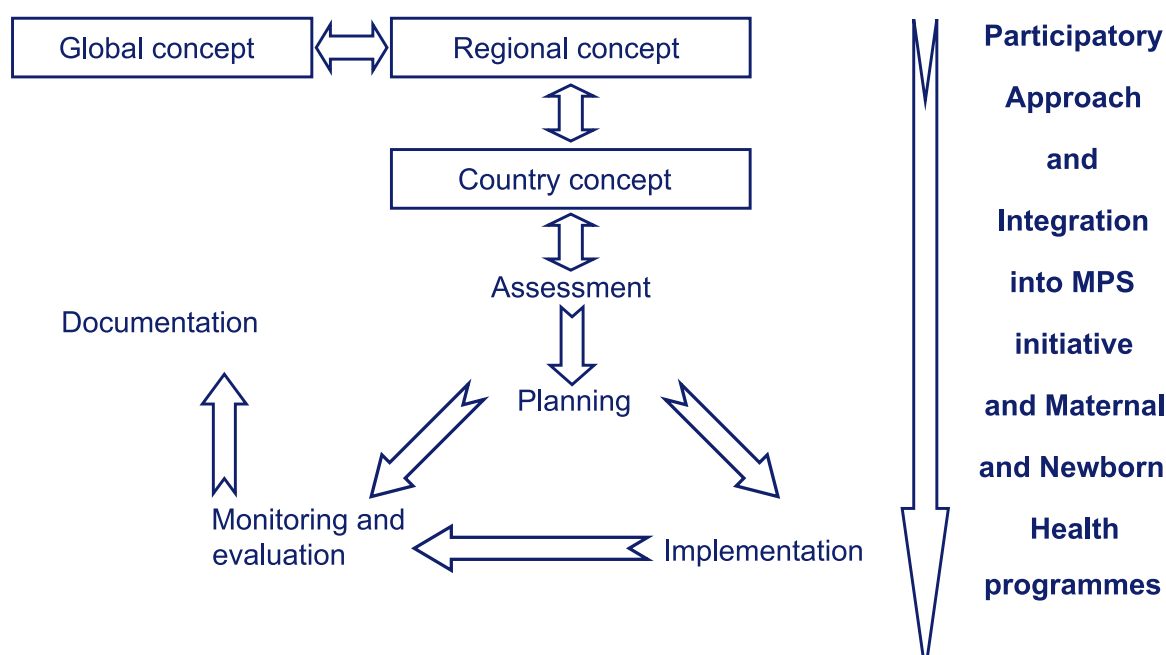 Global concept
Regional concept
Country concept
Assessment
Documentation
Planning
Monitoring and
evaluation
Implementation
Participatory
Approach
and
Integration
into MPS
initiative
and Maternal
and Newborn
Health
programmes